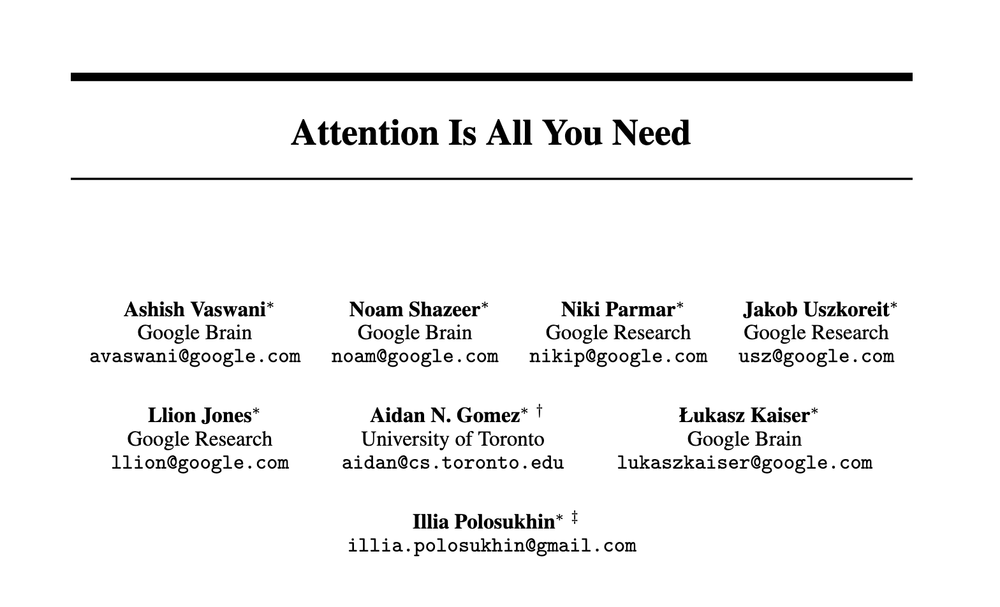 Attention Is All You Need
Ashish Vaswani* Noam Shazeer* Niki Parmar* Jakob Uszkoreit*
Google Brain Google Brain Google Research Google Research
avaswani@google.com noam@google.com nikip@google.com usz@google.com
Llion Jones* Aidan N. Gomez* † Łukasz Kaiser*
Google Research University of Toronto Google Brain
llion@google.com aidan@cs.toronto.edu lukaszkaiser@google.com
Illia Polosukhin* ‡
illia.polosukhin@gmail.com